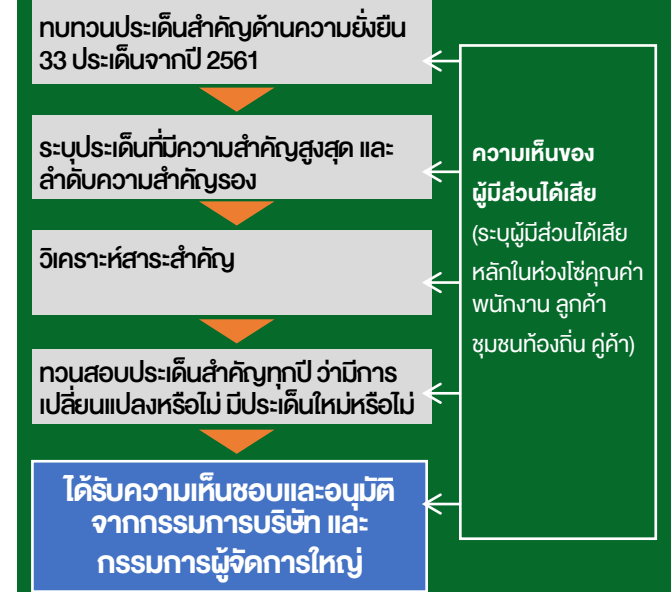 ทบทวนประเด็นสำคัญด้านความยั่งยืน
33 ประเด็นจากปี 2561
ระบุประเด็นที่มีความสำคัญสูงสุด และ
ลำดับความสำคัญรอง
วิเคราะห์สาระสำคัญ
ทวนสอบประเด็นสำคัญทุกปี ว่ามีการ
เปลี่ยนแปลงหรือไม่ มีประเด็นใหม่หรือไม่
ได้รับความเห็นชอบและอนุมัติ
จากกรรมการบริษัท และ
กรรมการผู้จัดการใหญ่
ความเห็นของ
ผู้มีส่วนได้เสีย
(ระบุผู้มีส่วนได้เสีย
หลักในห่วงโซ่คุณค่า
พนักงาน ลูกค้า
ชุมชนท้องถิ่น คู่ค้า)